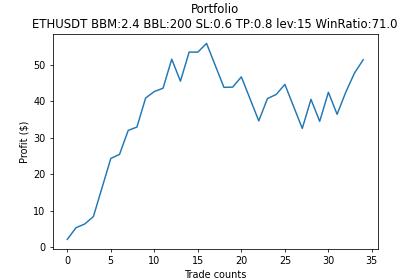 Portfolio
ETHUSDT BBM:2.4 BBL:200 SL:0.6 TP:0.8 lev:15 WinRatio:71.0
Profit ($)
50
40
30
20
10
0
0 5 10 15 20 25 30 35
Trade counts